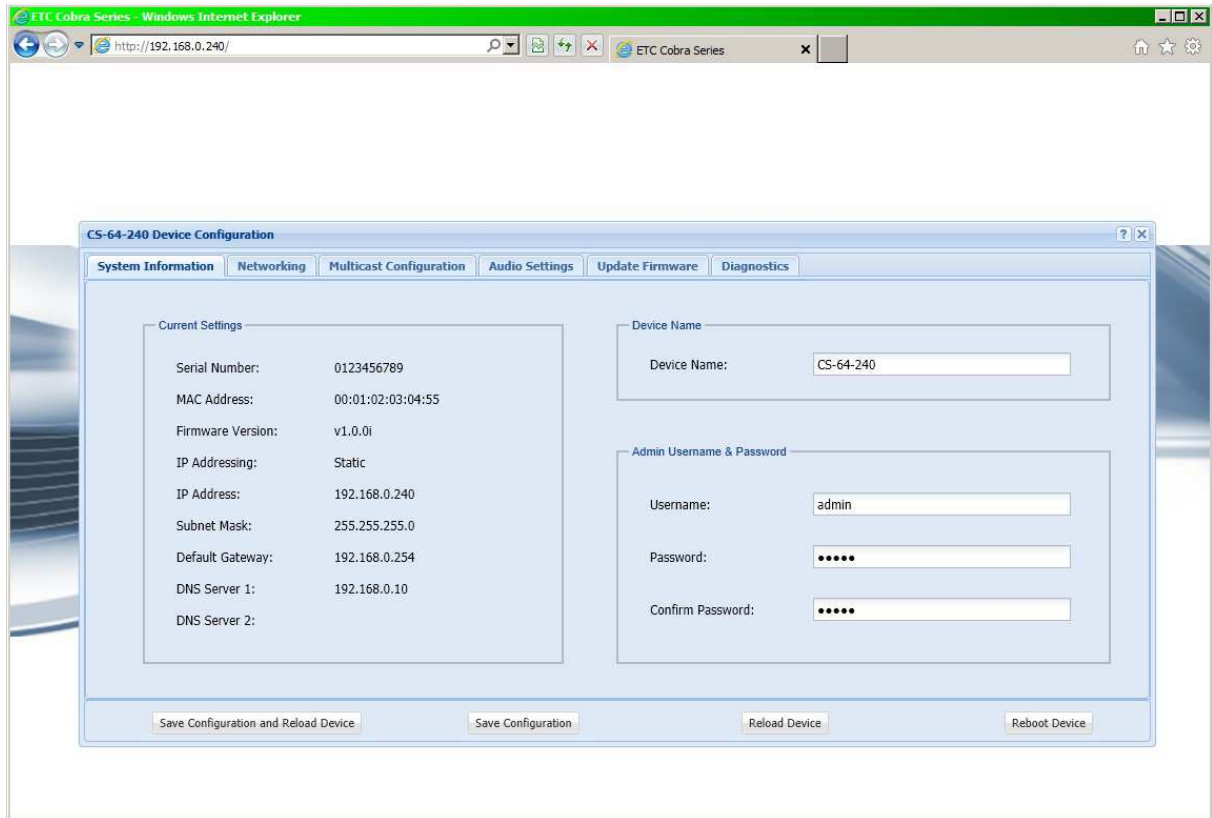 ETC Cobra Series - Windows Internet Explorer
http://192.168.0.240/
ETC Cobra Series
CS-64-240 Device Configuration
System Information
Networking
Multicast Configuration
Audio Settings
Update Firmware
Diagnostics
Current Settings
Serial Number: 0123456789
MAC Address: 00:01:02:03:04:55
Firmware Version: v1.0.0i
IP Addressing: Static
IP Address: 192.168.0.240
Subnet Mask: 255.255.255.0
Default Gateway: 192.168.0.254
DNS Server 1: 192.168.0.10
DNS Server 2:
Device Name
Device Name: CS-64-240
Admin Username & Password
Username: admin
Password: •••••
Confirm Password: •••••
Save Configuration and Reload Device
Save Configuration
Reload Device
Reboot Device